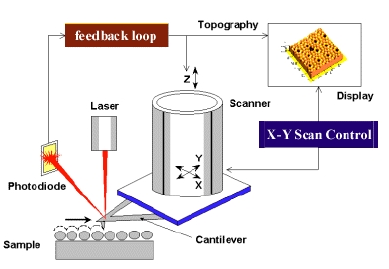 feedback loop
Topography
Z
Display
Laser
Scanner
X-Y Scan Control
Y
X
Photodiode
Cantilever
Sample